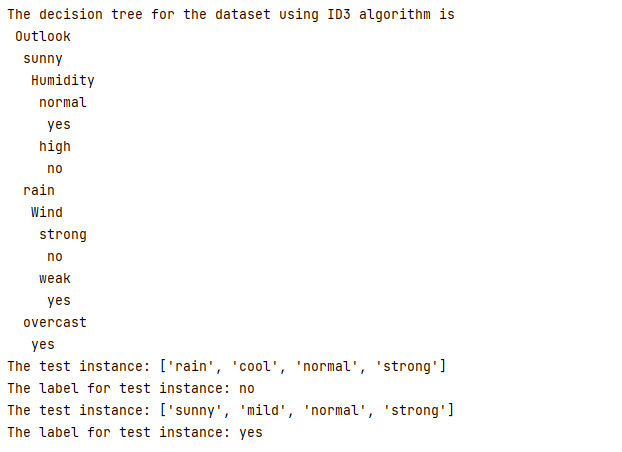 The decision tree for the dataset using ID3 algorithm is
 Outlook
  sunny
   Humidity
    normal
     yes
    high
     no
  rain
   Wind
    strong
     no
    weak
     yes
  overcast
   yes
The test instance: ['rain', 'cool', 'normal', 'strong']
The label for test instance: no
The test instance: ['sunny', 'mild', 'normal', 'strong']
The label for test instance: yes